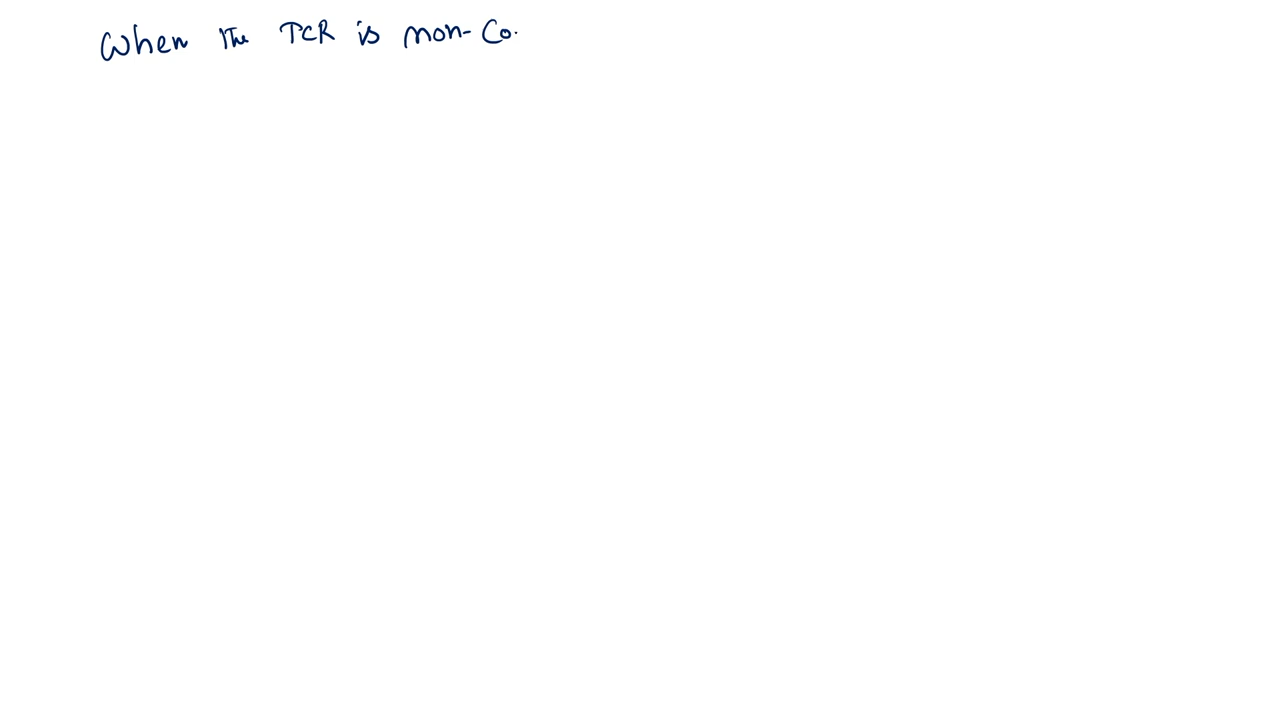 When the TCR is non-Co.